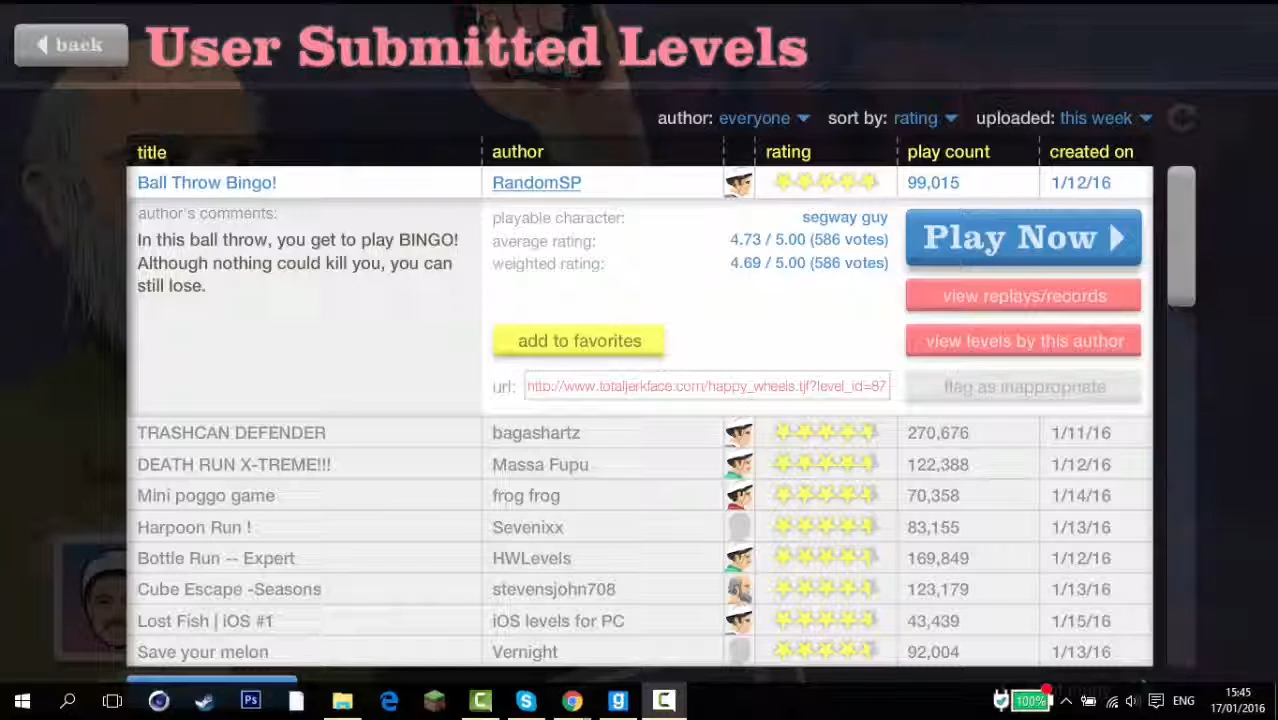 back
User Submitted Levels
author: everyone sort by: rating uploaded: this week
title author rating play count created on
Ball Throw Bingo! RandomSP 99,015 1/12/16
author's comments:
In this ball throw, you get to play BINGO!
Although nothing could kill you, you can
still lose.
playable character: segway guy
average rating: 4.73 / 5.00 (586 votes)
weighted rating: 4.69 / 5.00 (586 votes)
add to favorites
url: http://www.totaljerkface.com/happy_wheels.tjf?level_id=87
Play Now
view replays/records
view levels by this author
flag as inappropriate
TRASHCAN DEFENDER bagashartz 270,676 1/11/16
DEATH RUN X-TREME!!! Massa Fupu 122,388 1/12/16
Mini poggo game frog frog 70,358 1/14/16
Harpoon Run ! Sevenixx 83,155 1/13/16
Bottle Run -- Expert HWLevels 169,849 1/12/16
Cube Escape -Seasons stevensjohn708 123,179 1/13/16
Lost Fish | iOS #1 iOS levels for PC 43,439 1/15/16
Save your melon Vernight 92,004 1/13/16
Ps
100%
ENG
15:45
17/01/2016